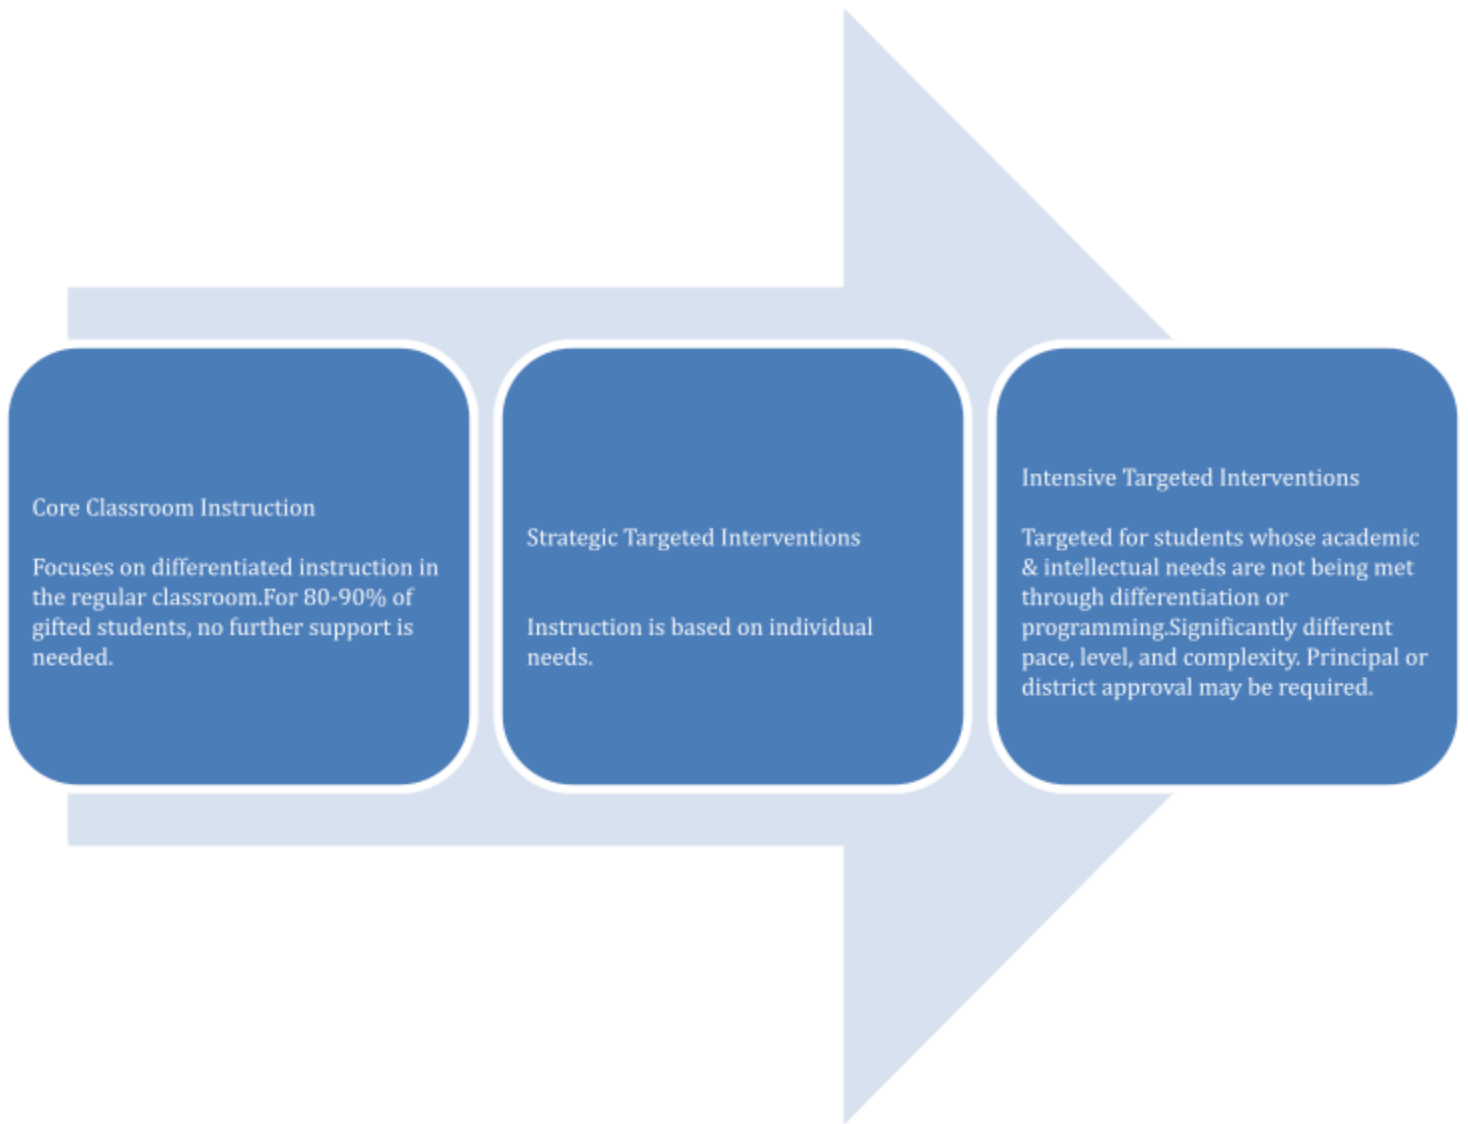 Core Classroom Instruction
Focuses on differentiated instruction in
the regular classroom.For 80-90% of
gifted students, no further support is
needed.
Strategic Targeted Interventions
Instruction is based on individual
needs.
Intensive Targeted Interventions
Targeted for students whose academic
& intellectual needs are not being met
through differentiation or
programming.Significantly different
pace, level, and complexity. Principal or
district approval may be required.